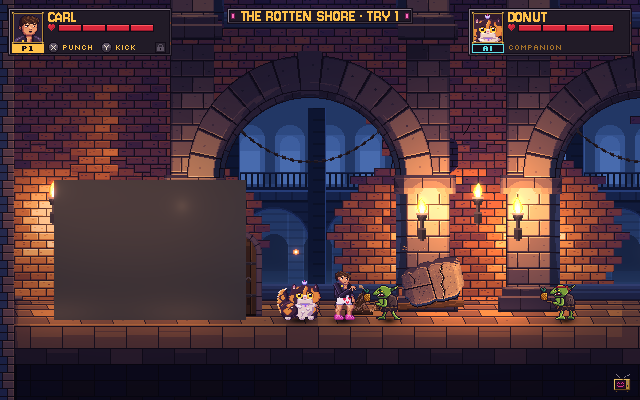 CARL
P1
X PUNCH Y KICK
THE ROTTEN SHORE · TRY 1
DONUT
AI
COMPANION